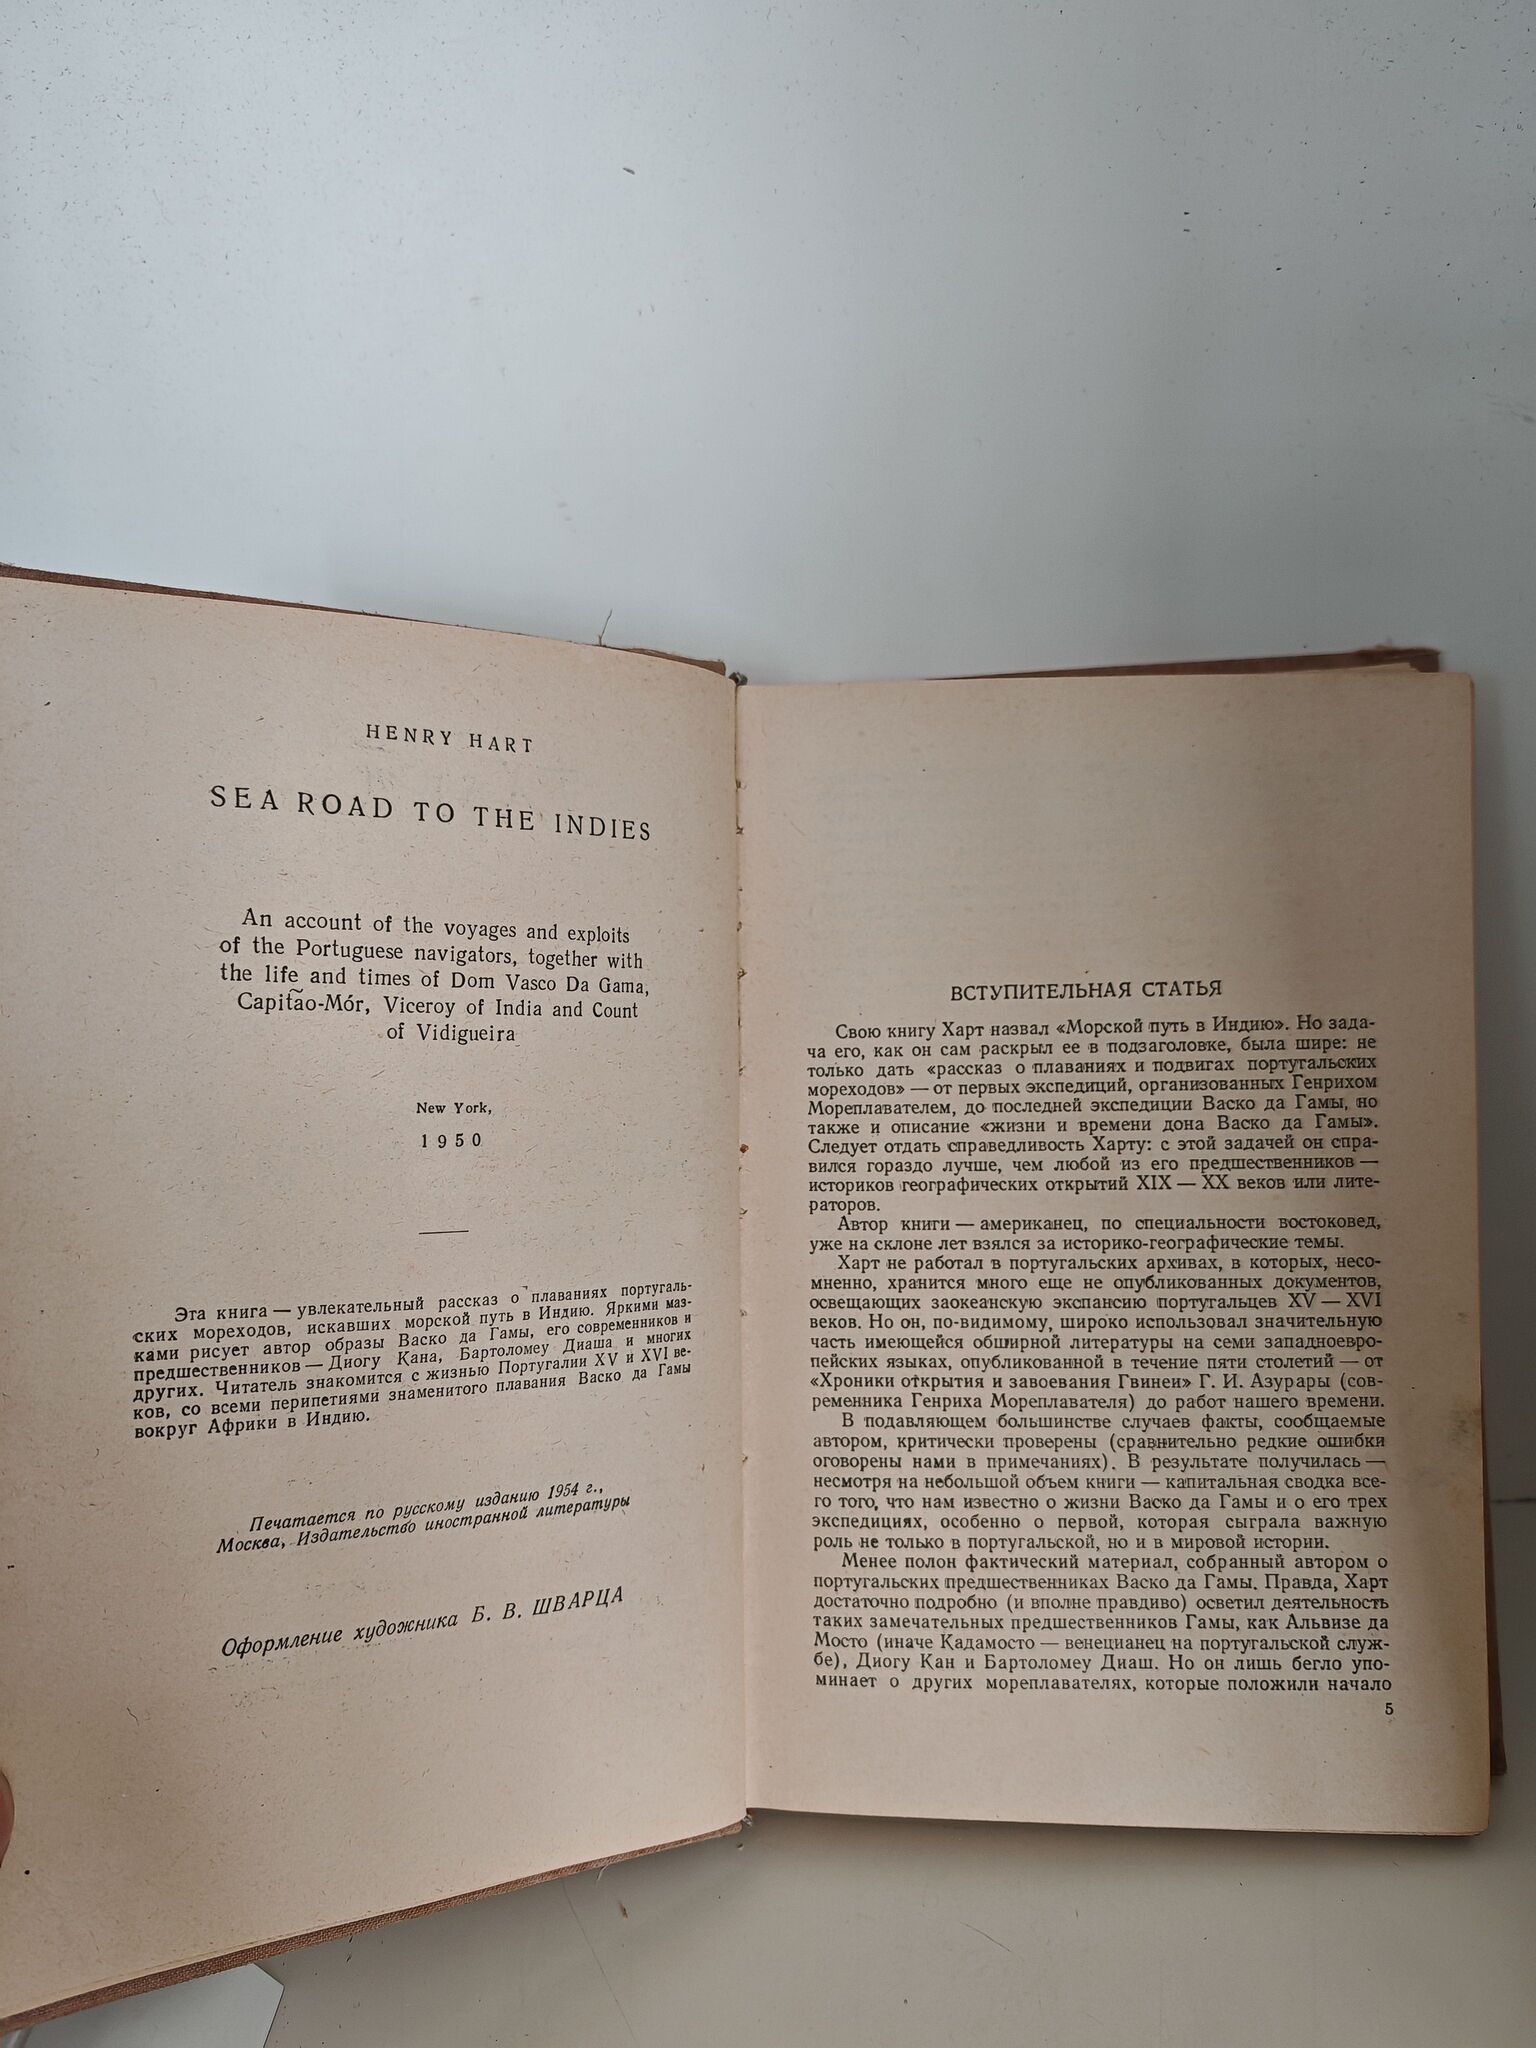 HENRY HART
SEA ROAD TO THE INDIES
An account of the voyages and exploits
of the Portuguese navigators, together with
the life and times of Dom Vasco Da Gama,
Capitão-Mór, Viceroy of India and Count
of Vidigueira
New York,
1950
Эта книга — увлекательный рассказ о плаваниях португаль-
ских мореходов, искавших морской путь в Индию. Яркими маз-
ками рисует автор образы Васко да Гамы, его современников и
предшественников — Диогу Кана, Бартоломеу Диаша и многих
других. Читатель знакомится с жизнью Португалии XV и XVI ве-
ков, со всеми перипетиями знаменитого плавания Васко да Гамы
вокруг Африки в Индию.
Печатается по русскому изданию 1954 г.,
Москва, Издательство иностранной литературы
Оформление художника Б. В. ШВАРЦА
ВСТУПИТЕЛЬНАЯ СТАТЬЯ
Свою книгу Харт назвал «Морской путь в Индию». Но зада-
ча его, как он сам раскрыл ее в подзаголовке, была шире: не
только дать «рассказ о плаваниях и подвигах португальских
мореходов» — от первых экспедиций, организованных Генрихом
Мореплавателем, до последней экспедиции Васко да Гамы, но
также и описание «жизни и времени дона Васко да Гамы».
Следует отдать справедливость Харту: с этой задачей он спра-
вился гораздо лучше, чем любой из его предшественников —
историков географических открытий XIX — XX веков или лите-
раторов.
Автор книги — американец, по специальности востоковед,
уже на склоне лет взялся за историко-географические темы.
Харт не работал в португальских архивах, в которых, несо-
мненно, хранится много еще не опубликованных документов,
освещающих заокеанскую экспансию португальцев XV — XVI
веков. Но он, по-видимому, широко использовал значительную
часть имеющейся обширной литературы на семи западноевро-
пейских языках, опубликованной в течение пяти столетий — от
«Хроники открытия и завоевания Гвинеи» Г. И. Азурары (сов-
ременника Генриха Мореплавателя) до работ нашего времени.
В подавляющем большинстве случаев факты, сообщаемые
автором, критически проверены (сравнительно редкие ошибки
оговорены нами в примечаниях). В результате получилась —
несмотря на небольшой объем книги — капитальная сводка все-
го того, что нам известно о жизни Васко да Гамы и о его трех
экспедициях, особенно о первой, которая сыграла важную
роль не только в португальской, но и в мировой истории.
Менее полон фактический материал, собранный автором о
португальских предшественниках Васко да Гамы. Правда, Харт
достаточно подробно (и вполне правдиво) осветил деятельность
таких замечательных предшественников Гамы, как Альвизе да
Мосто (иначе Кадамосто — венецианец на португальской служ-
бе), Диогу Кан и Бартоломеу Диаш. Но он лишь бегло упо-
минает о других мореплавателях, которые положили начало
5